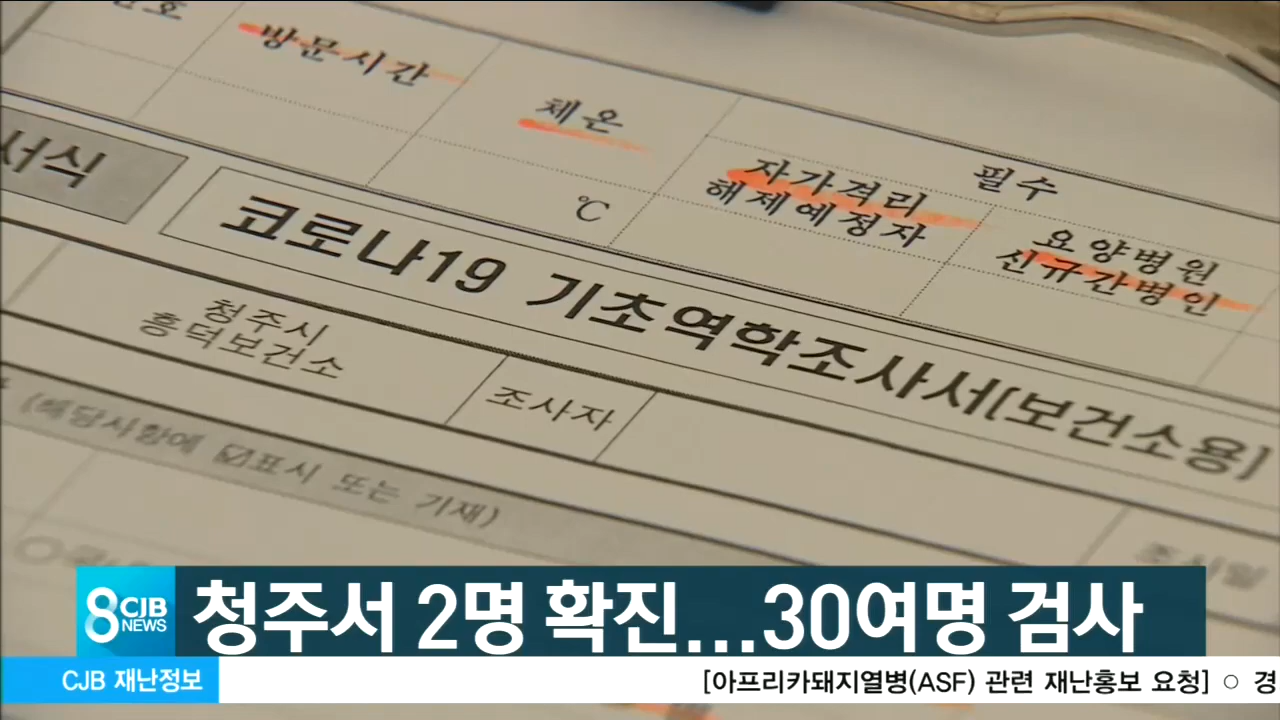 방문시간
체온
필수
자가격리
해제예정자
요양병원
신규간병인
℃
서식
코로나19 기초역학조사서(보건소용)
청주시
흥덕보건소
조사자
(해당사항에 ☑표시 또는 기재)
조사일
8 CJB
NEWS
청주서 2명 확진...30여명 검사
CJB 재난정보
[아프리카돼지열병(ASF) 관련 재난홍보 요청] ○ 경